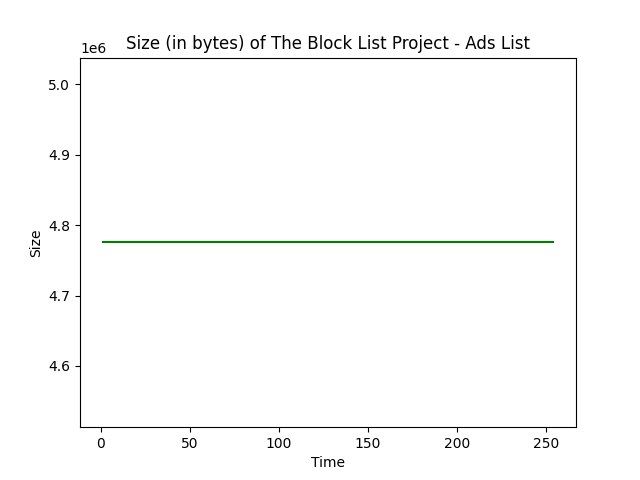 Size (in bytes) of The Block List Project - Ads List
1e6
5.0
4.9
4.8
4.7
4.6
Size
0 50 100 150 200 250
Time